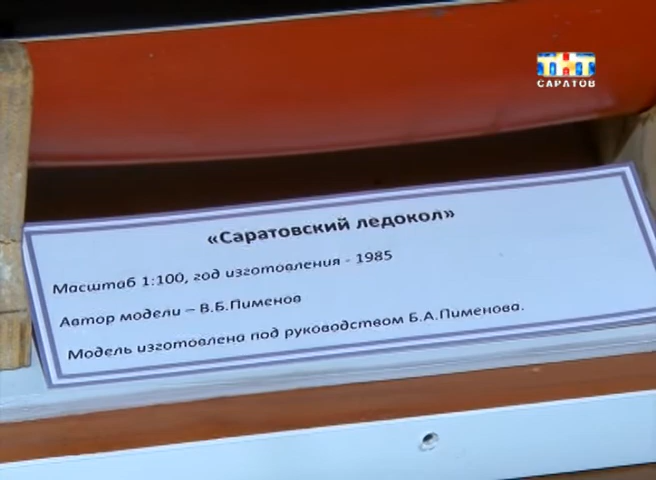 ТНТ
САРАТОВ
«Саратовский ледокол»
Масштаб 1:100, год изготовления - 1985
Автор модели – В.Б.Пименов
Модель изготовлена под руководством Б.А.Пименова.